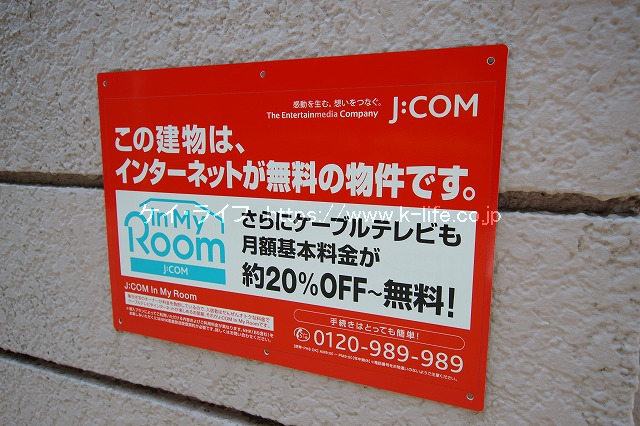 感動を生む、想いをつなぐ。
The Entertainmedia Company
J:COM
この建物は、
インターネットが無料の物件です。
In My
Room
J:COM
さらにケーブルテレビも
月額基本料金が
約20%OFF~無料!
ケイライフ https://www.k-life.co.jp
J:COM In My Room
手続きはとっても簡単!
0120-989-989